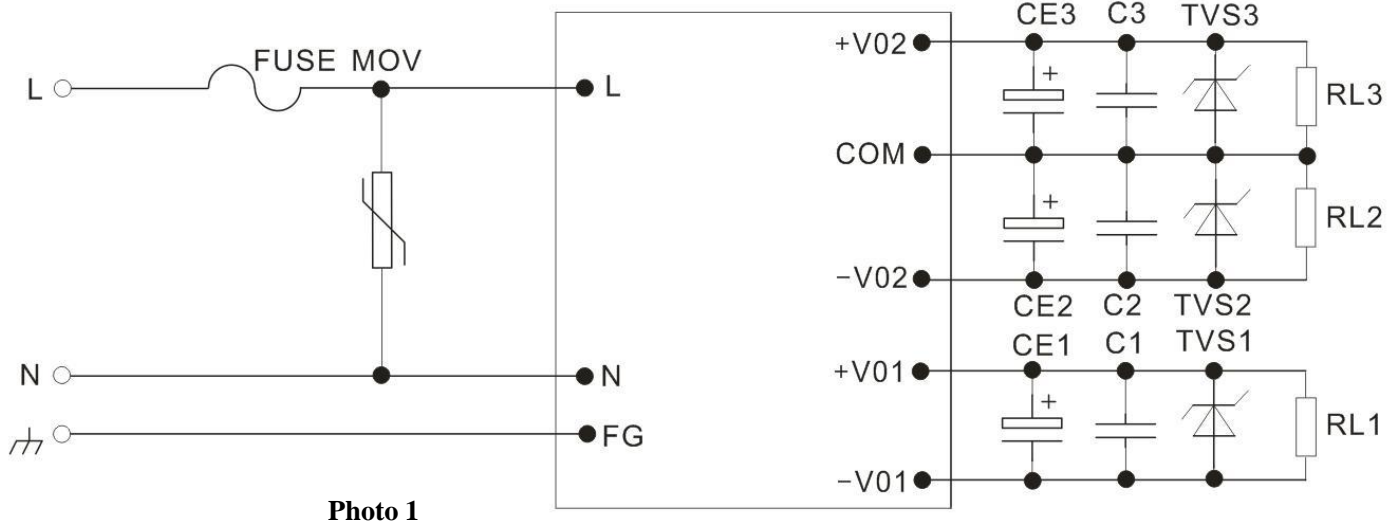 CE3 C3 TVS3
+V02
FUSE MOV
L
L
RL3
COM
RL2
−V02
CE2 C2 TVS2
CE1 C1 TVS1
N
N
+V01
FG
RL1
−V01
Photo 1